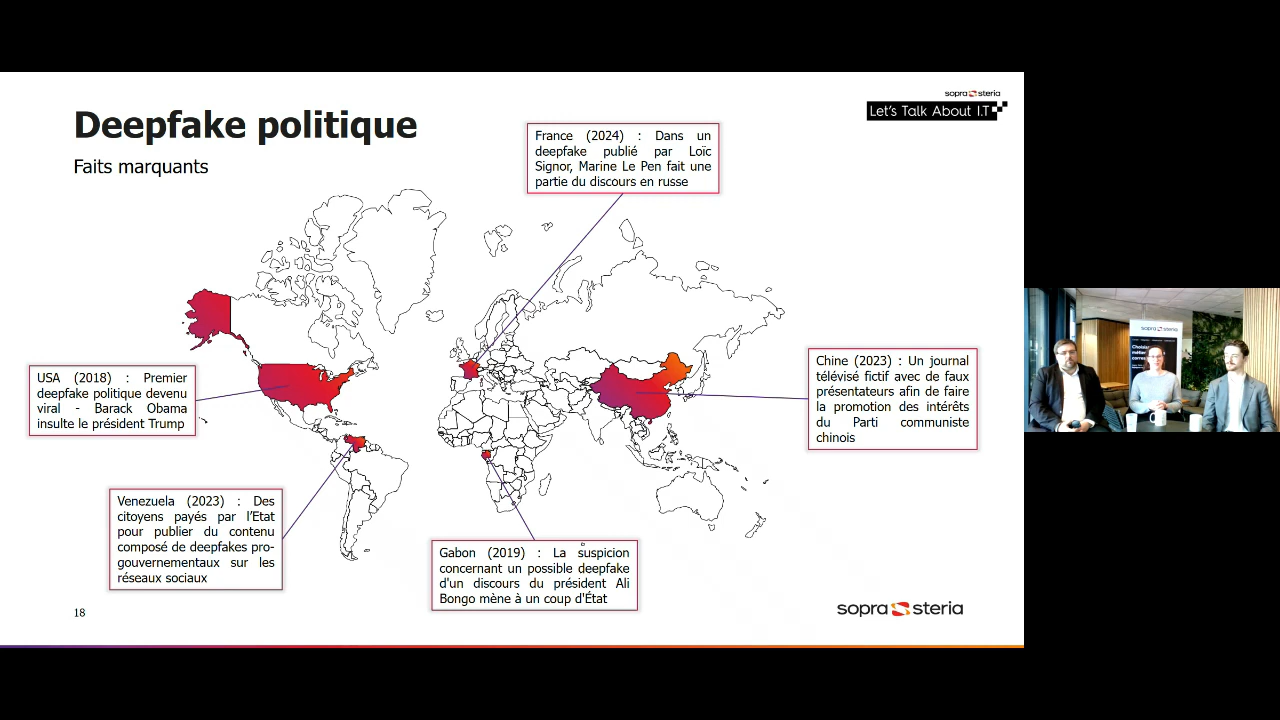 sopra steria
Let's Talk About I.T
Deepfake politique
Faits marquants
France (2024) : Dans un
deepfake publié par Loïc
Signor, Marine Le Pen fait une
partie du discours en russe
USA (2018) : Premier
deepfake politique devenu
viral - Barack Obama
insulte le président Trump
Chine (2023) : Un journal
télévisé fictif avec de faux
présentateurs afin de faire
la promotion des intérêts
du Parti communiste
chinois
Venezuela (2023) : Des
citoyens payés par l'Etat
pour publier du contenu
composé de deepfakes pro-
gouvernementaux sur les
réseaux sociaux
Gabon (2019) : La suspicion
concernant un possible deepfake
d'un discours du président Ali
Bongo mène à un coup d'État
18
sopra steria
sopra steria